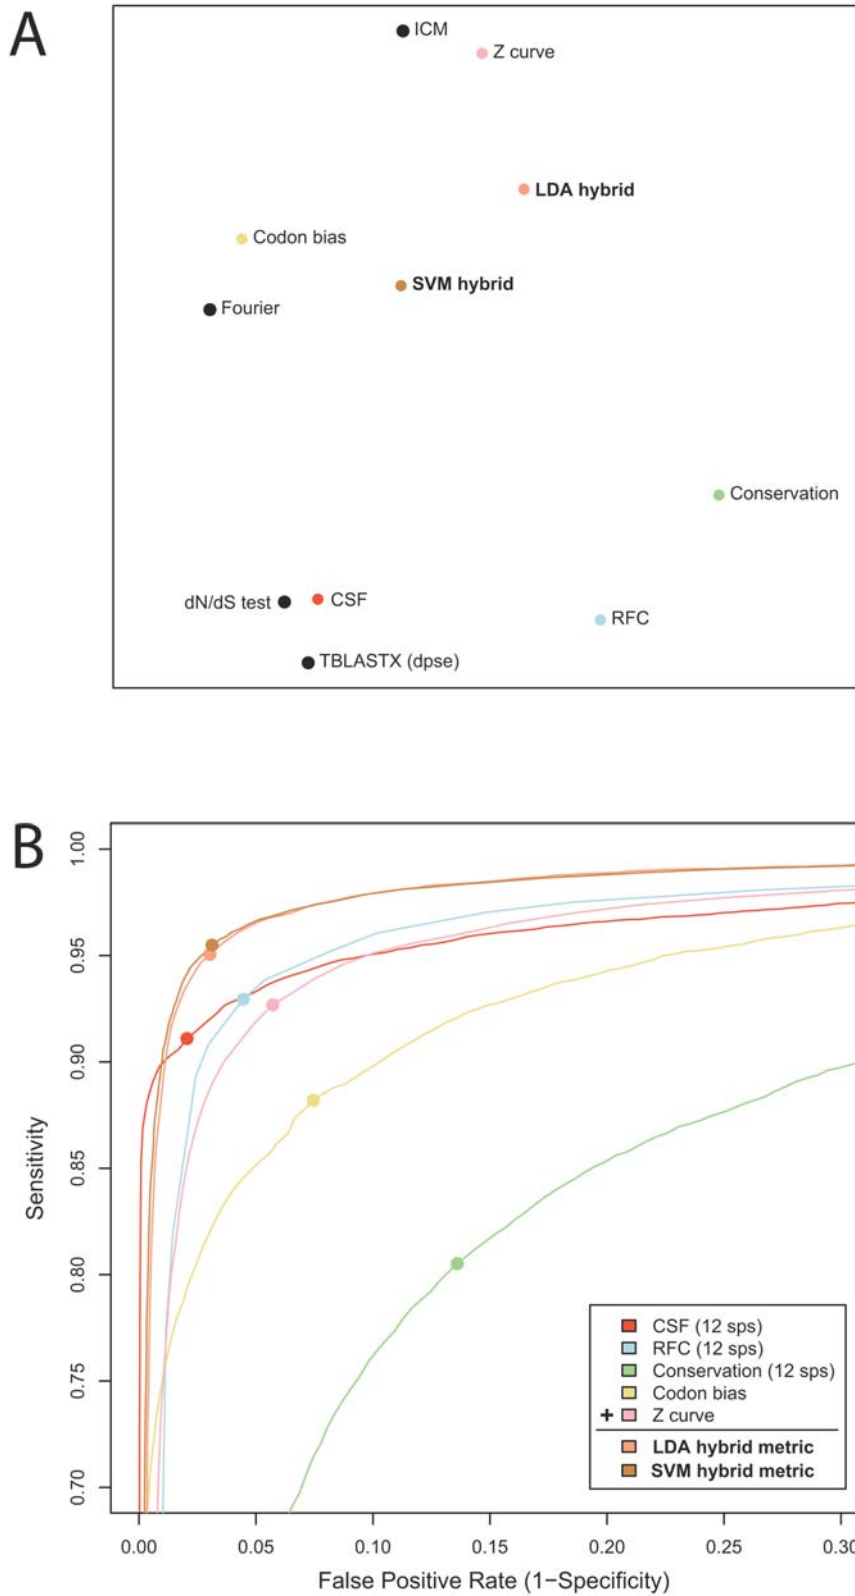 A
ICM
Z curve
LDA hybrid
Codon bias
SVM hybrid
Fourier
Conservation
dN/dS test
CSF
RFC
TBLASTX (dpse)
B
1.00
0.95
0.90
0.85
0.80
0.75
0.70
Sensitivity
CSF (12 sps)
RFC (12 sps)
Conservation (12 sps)
Codon bias
+ Z curve
LDA hybrid metric
SVM hybrid metric
0.00 0.05 0.10 0.15 0.20 0.25 0.30
False Positive Rate (1−Specificity)